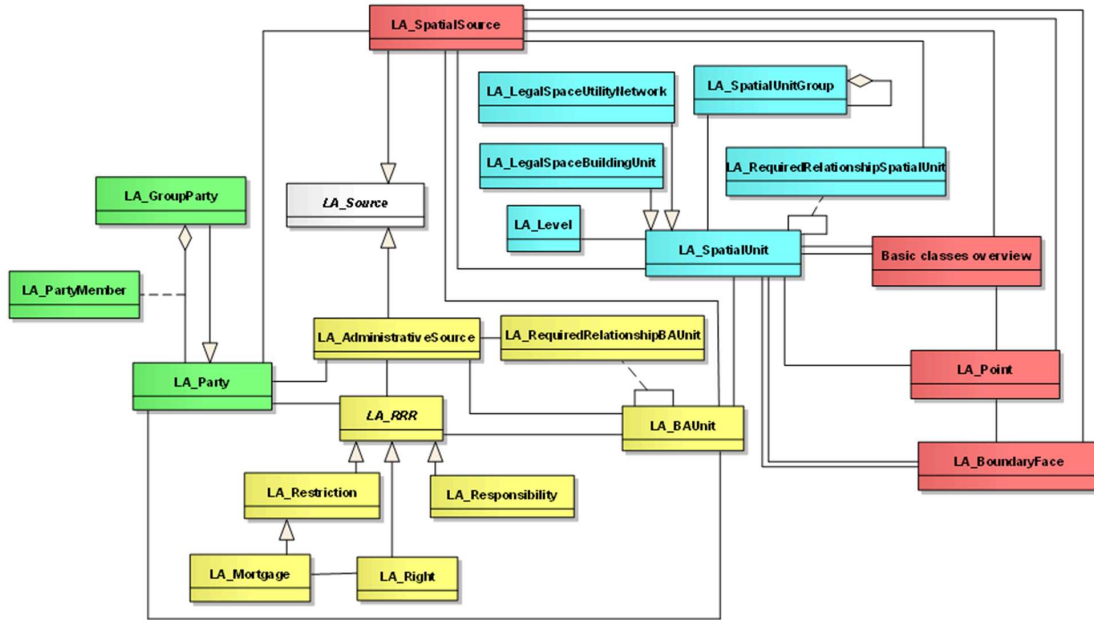 LA_SpatialSource
LA_LegalSpaceUtilityNetwork
LA_SpatialUnitGroup
LA_LegalSpaceBuildingUnit
LA_RequiredRelationshipSpatialUnit
LA_GroupParty
LA_Source
LA_Level
LA_SpatialUnit
Basic classes overview
LA_PartyMember
LA_AdministrativeSource
LA_RequiredRelationshipBAUnit
LA_Party
LA_Point
LA_RRR
LA_BAUnit
LA_BoundaryFace
LA_Restriction
LA_Responsibility
LA_Mortgage
LA_Right